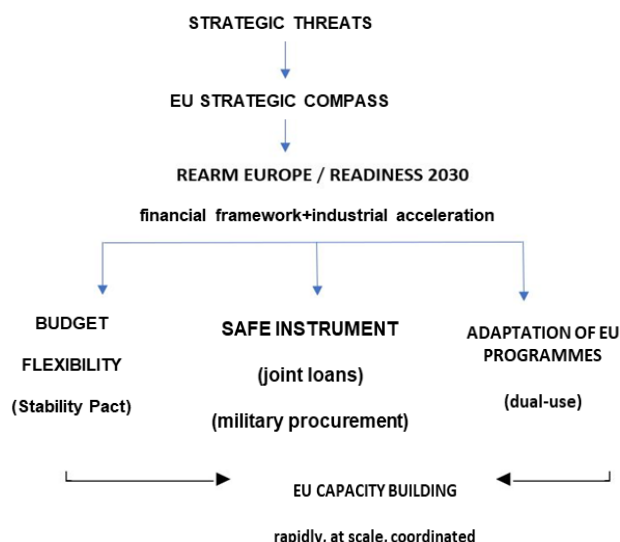 STRATEGIC THREATS
EU STRATEGIC COMPASS
REARM EUROPE / READINESS 2030
financial framework+industrial acceleration
BUDGET
FLEXIBILITY
(Stability Pact)
SAFE INSTRUMENT
(joint loans)
(military procurement)
ADAPTATION OF EU
PROGRAMMES
(dual-use)
EU CAPACITY BUILDING
rapidly, at scale, coordinated